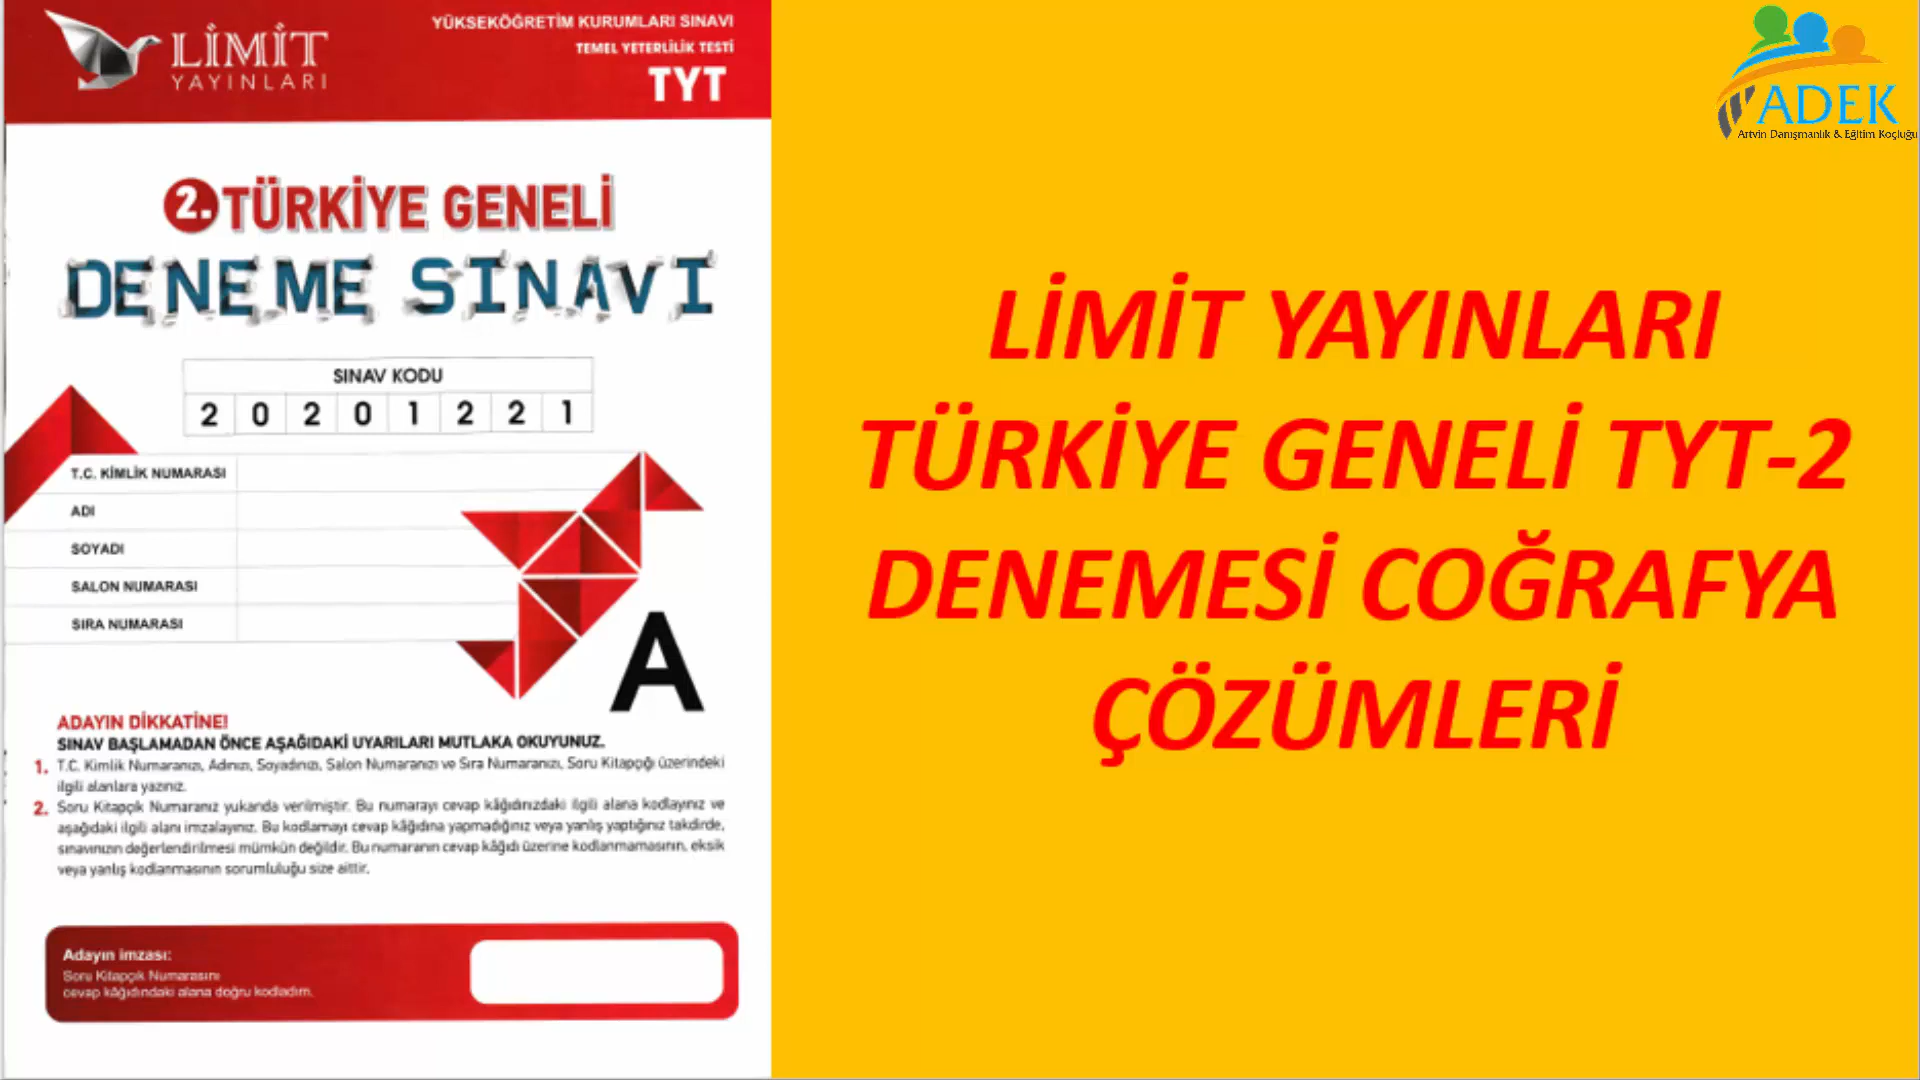 LİMİT
YAYINLARI
YÜKSEKÖĞRETİM KURUMLARI SINAVI
TEMEL YETERLİLİK TESTİ
TYT
2. TÜRKİYE GENELİ
DENEME SINAVI
SINAV KODU
2 0 2 0 1 2 2 1
T.C. KİMLİK NUMARASI
ADI
SOYADI
SALON NUMARASI
SIRA NUMARASI
A
ADAYIN DİKKATİNE!
SINAV BAŞLAMADAN ÖNCE AŞAĞIDAKİ UYARILARI MUTLAKA OKUYUNUZ.
1. T.C. Kimlik Numaranızı, Adınızı, Soyadınızı, Salon Numaranızı ve Sıra Numaranızı, Soru Kitapçığı üzerindeki
ilgili alanlara yazınız.
2. Soru Kitapçık Numaranız yukarıda verilmiştir. Bu numarayı cevap kâğıdınızdaki ilgili alana kodlayınız ve
aşağıdaki ilgili alanı imzalayınız. Bu kodlamayı cevap kâğıdına yapmadığınız veya yanlış yaptığınız takdirde,
sınavınızın değerlendirilmesi mümkün değildir. Bu numaranın cevap kâğıdı üzerine kodlanmamasının, eksik
veya yanlış kodlanmasının sorumluluğu size aittir.
Adayın imzası:
Soru Kitapçık Numarasını
cevap kâğıdındaki alana doğru kodladım.
ADEK
Artvin Danışmanlık & Eğitim Koçluğu
LİMİT YAYINLARI
TÜRKİYE GENELİ TYT-2
DENEMESİ COĞRAFYA
ÇÖZÜMLERİ